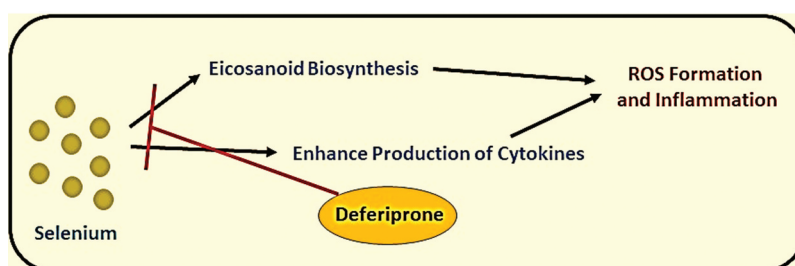 Eicosanoid Biosynthesis
ROS Formation
and Inflammation
Enhance Production of Cytokines
Deferiprone
Selenium